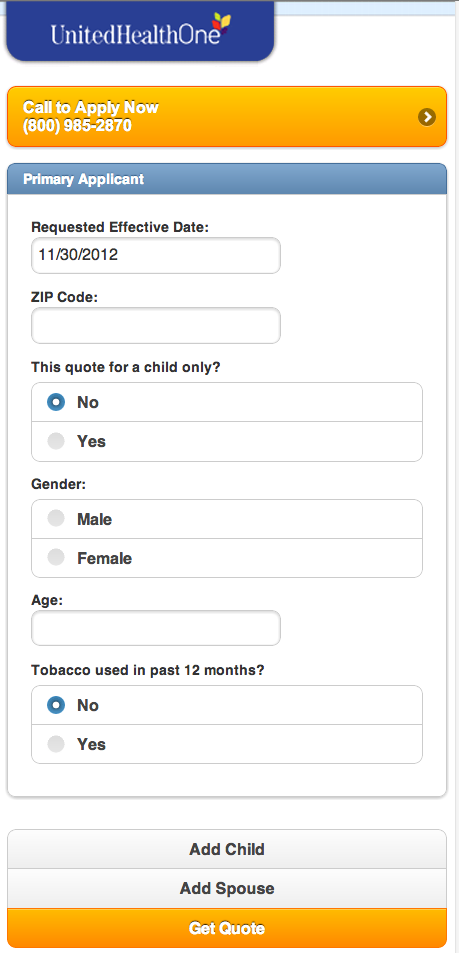 UnitedHealthOne
Call to Apply Now
(800) 985-2870
Primary Applicant
Requested Effective Date:
11/30/2012
ZIP Code:
This quote for a child only?
No
Yes
Gender:
Male
Female
Age:
Tobacco used in past 12 months?
No
Yes
Add Child
Add Spouse
Get Quote